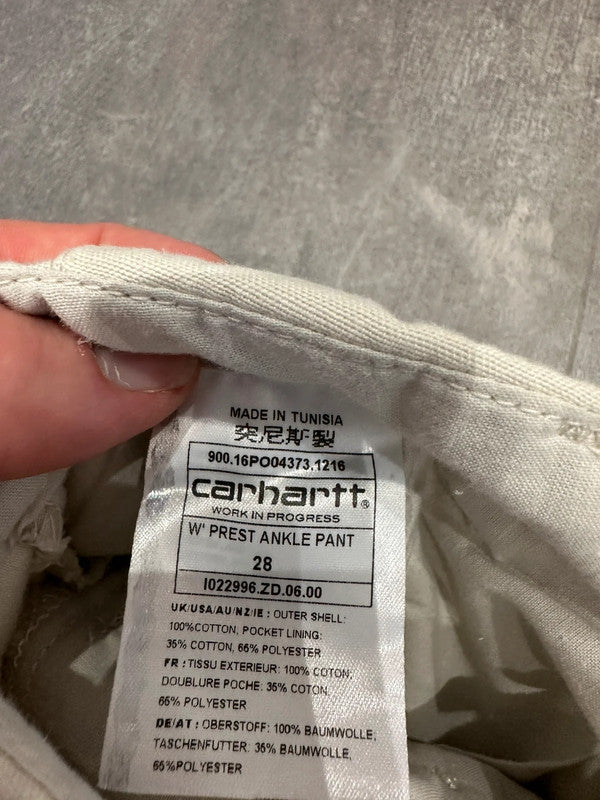 MADE IN TUNISIA
突尼斯製
900.16PO04373.1216
carhartt®
WORK IN PROGRESS
W' PREST ANKLE PANT
28
I022996.ZD.06.00
UK/USA/AU/NZ/IE : OUTER SHELL:
100%COTTON, POCKET LINING:
35% COTTON, 65% POLYESTER
FR : TISSU EXTERIEUR: 100% COTON;
DOUBLURE POCHE: 35% COTON,
65% POLYESTER
DE/AT : OBERSTOFF: 100% BAUMWOLLE;
TASCHENFUTTER: 35% BAUMWOLLE,
65%POLYESTER